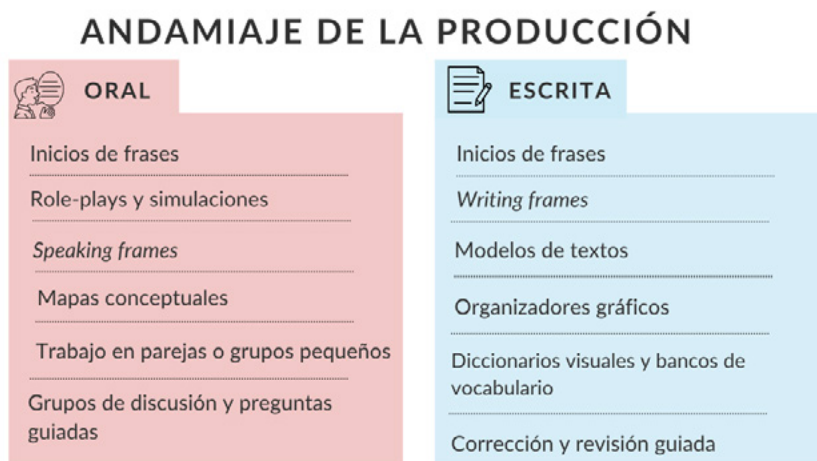 ANDAMIAJE DE LA PRODUCCIÓN
ORAL
Inicios de frases
Role-plays y simulaciones
Speaking frames
Mapas conceptuales
Trabajo en parejas o grupos pequeños
Grupos de discusión y preguntas
guiadas
ESCRITA
Inicios de frases
Writing frames
Modelos de textos
Organizadores gráficos
Diccionarios visuales y bancos de
vocabulario
Corrección y revisión guiada